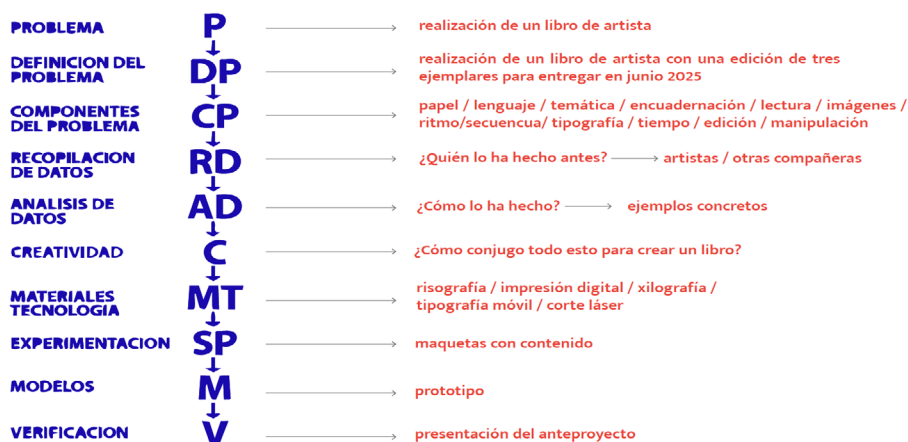 PROBLEMA P realización de un libro de artista
DEFINICION DEL PROBLEMA DP realización de un libro de artista con una edición de tres
ejemplares para entregar en junio 2025
COMPONENTES DEL PROBLEMA CP papel / lenguaje / temática / encuadernación / lectura / imágenes /
ritmo/secuencua/ tipografía / tiempo / edición / manipulación
RECOPILACION DE DATOS RD ¿Quién lo ha hecho antes? artistas / otras compañeras
ANALISIS DE DATOS AD ¿Cómo lo ha hecho? ejemplos concretos
CREATIVIDAD C ¿Cómo conjugo todo esto para crear un libro?
MATERIALES TECNOLOGIA MT risografía / impresión digital / xilografía /
tipografía móvil / corte láser
EXPERIMENTACION SP maquetas con contenido
MODELOS M prototipo
VERIFICACION V presentación del anteproyecto